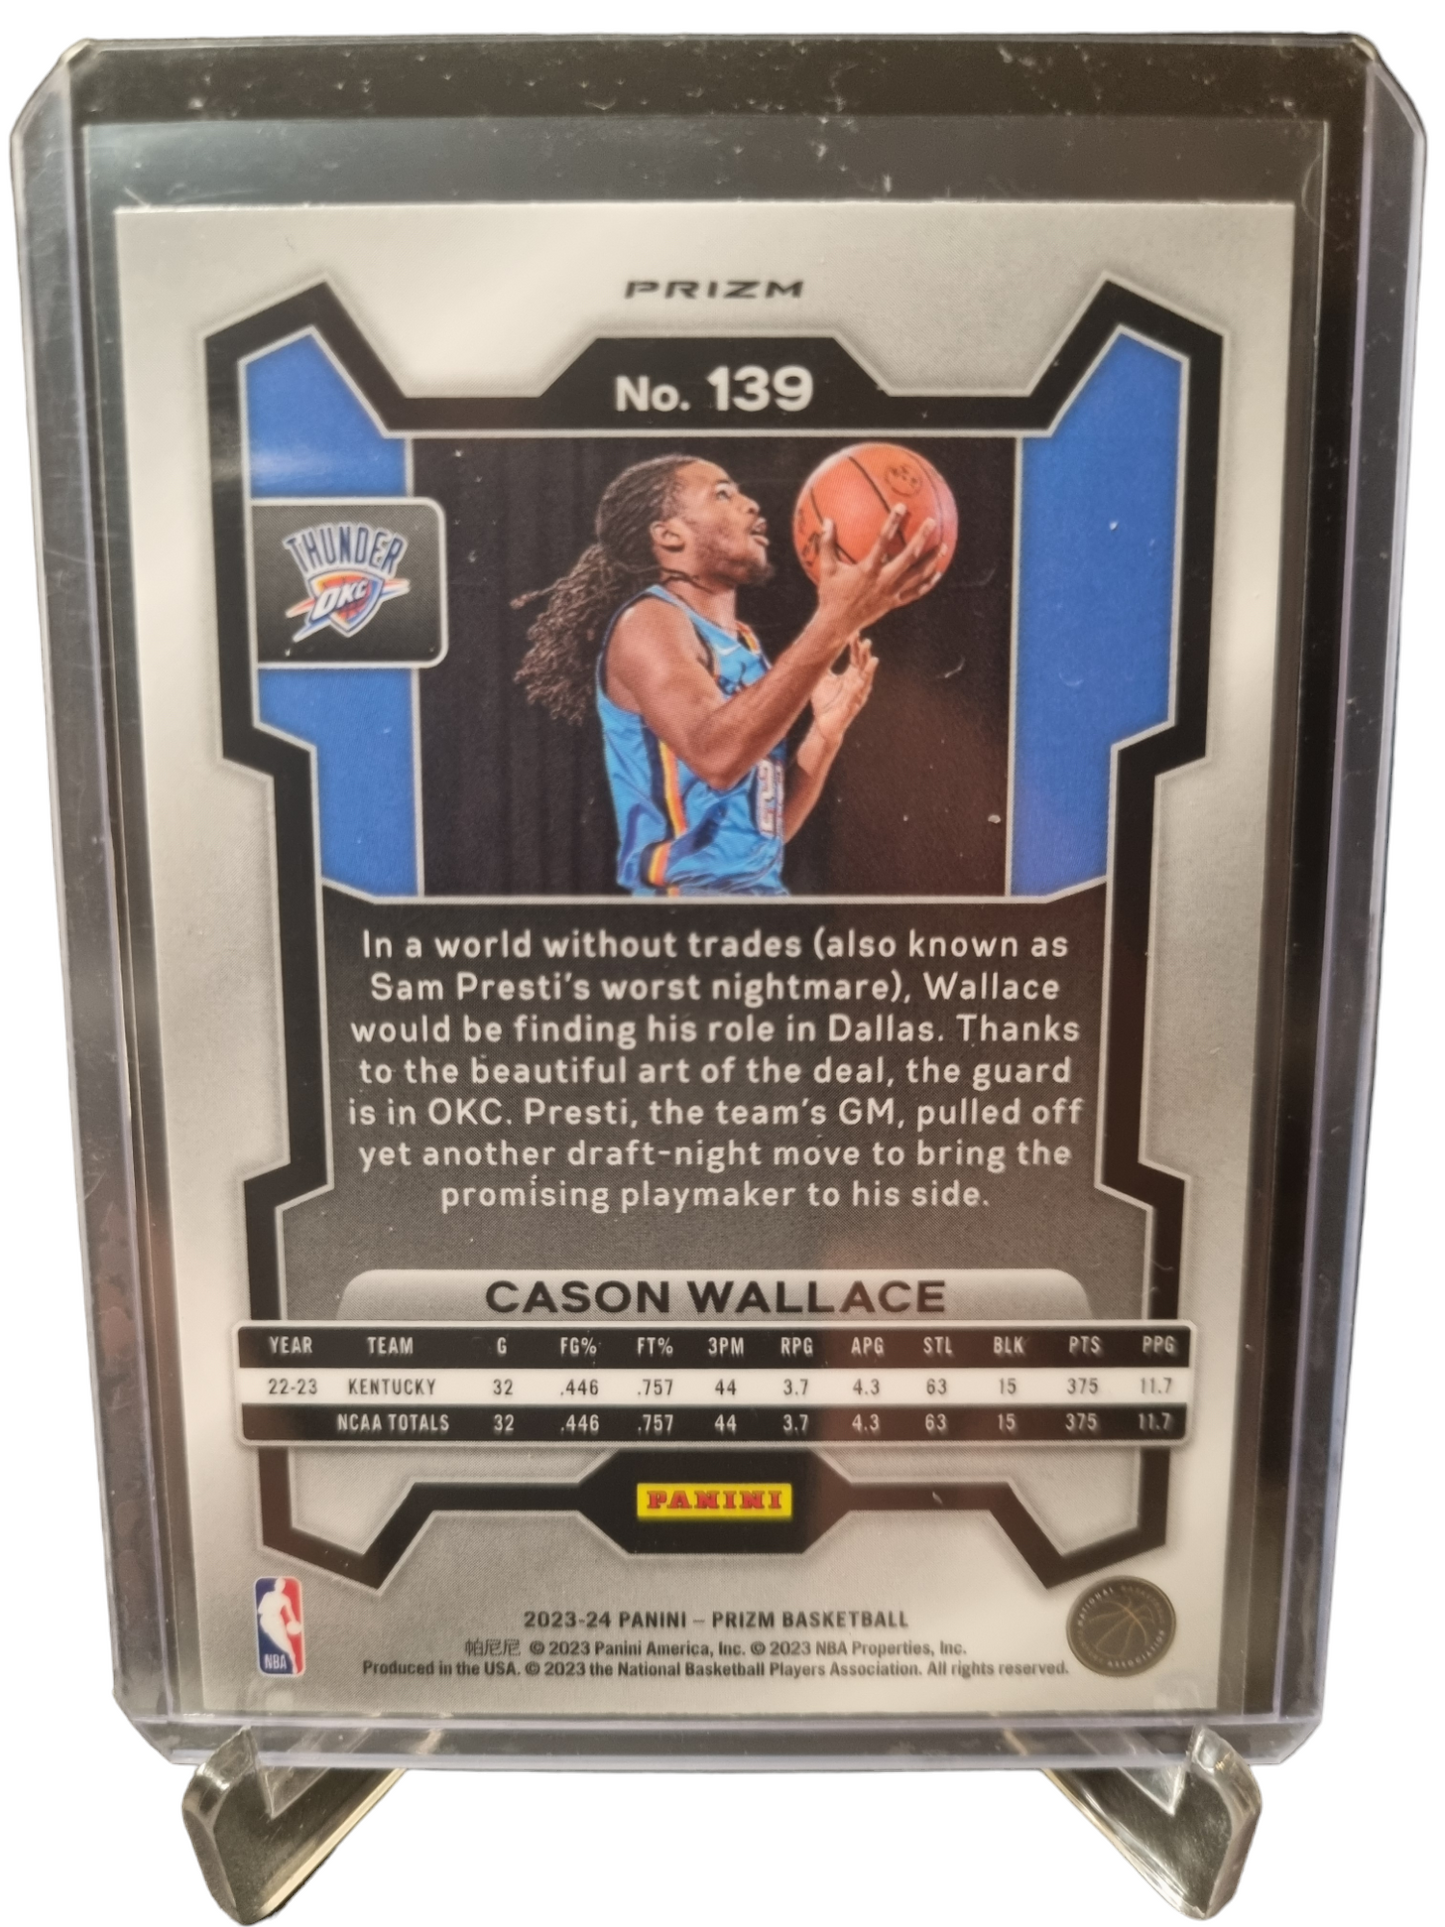 PRIZM
No. 139
THUNDER
OKC
In a world without trades (also known as
Sam Presti's worst nightmare), Wallace
would be finding his role in Dallas. Thanks
to the beautiful art of the deal, the guard
is in OKC. Presti, the team's GM, pulled off
yet another draft-night move to bring the
promising playmaker to his side.
CASON WALLACE
YEAR TEAM G FG% FT% 3PM RPG APG STL BLK PTS PPG
22-23 KENTUCKY 32 .446 .757 44 3.7 4.3 63 15 375 11.7
NCAA TOTALS 32 .446 .757 44 3.7 4.3 63 15 375 11.7
PANINI
NBA
2023-24 PANINI – PRIZM BASKETBALL
帕尼尼 © 2023 Panini America, Inc. © 2023 NBA Properties, Inc.
Produced in the USA. © 2023 the National Basketball Players Association. All rights reserved.